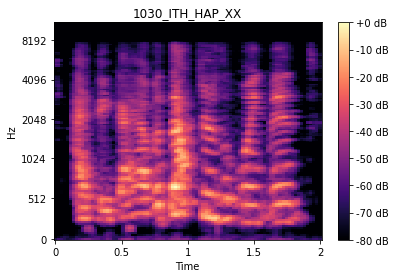 1030_ITH_HAP_XX
+0 dB
8192
-10 dB
4096
-20 dB
-30 dB
2048
Hz
-40 dB
1024
-50 dB
512
-60 dB
-70 dB
0
-80 dB
0 0.5 1 1.5 2
Time